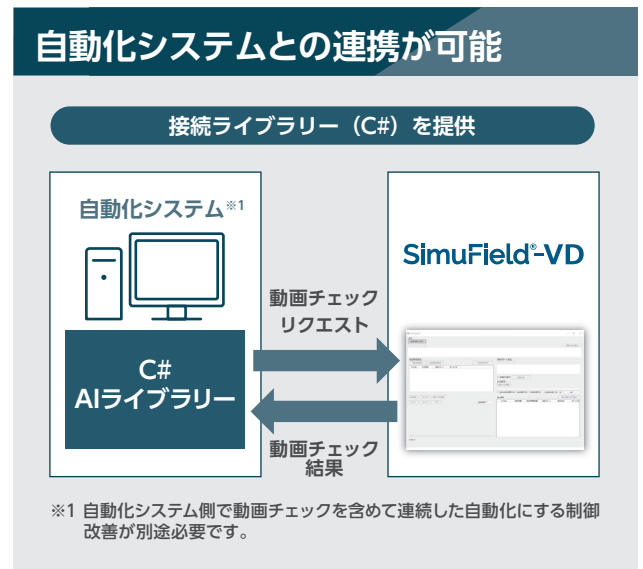 自動化システムとの連携が可能
接続ライブラリー（C#）を提供
自動化システム※1
C#
AIライブラリー
動画チェック
リクエスト
動画チェック
結果
SimuField®-VD
※1 自動化システム側で動画チェックを含めて連続した自動化にする制御
改善が別途必要です。